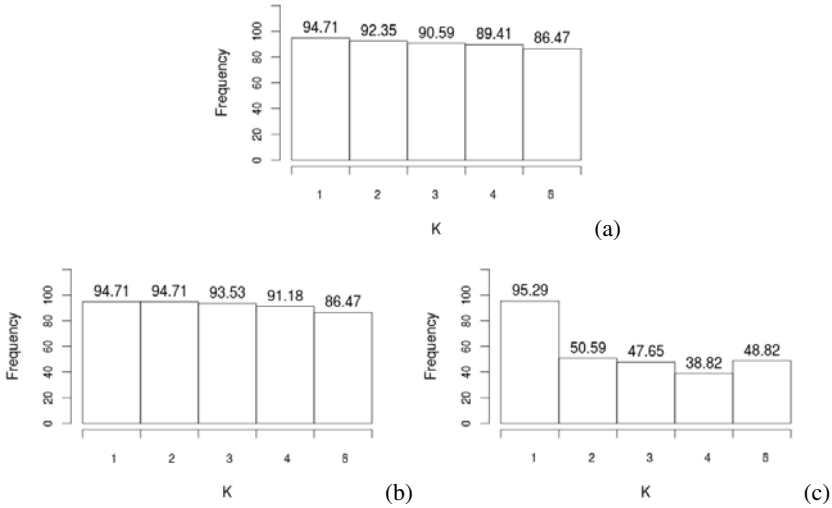 94.71 92.35 90.59 89.41 86.47
Frequency
0 20 40 60 80 100
1 2 3 4 5
K
(a)
94.71 94.71 93.53 91.18 86.47
Frequency
0 20 40 60 80 100
1 2 3 4 5
K
(b)
95.29 50.59 47.65 38.82 48.82
Frequency
0 20 40 60 80 100
1 2 3 4 5
K
(c)